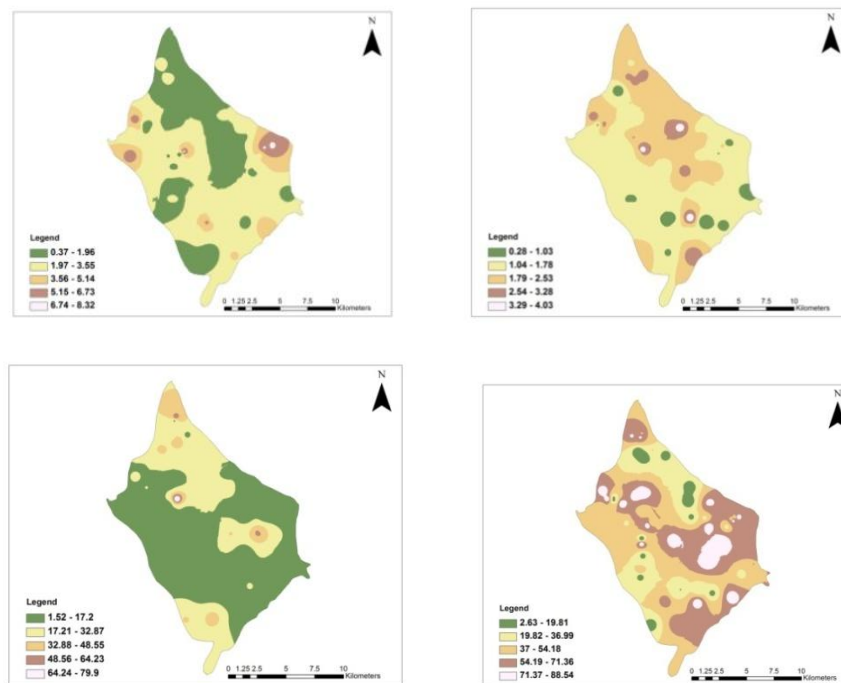 N
Legend
0.37 - 1.96
1.97 - 3.55
3.56 - 5.14
5.15 - 6.73
6.74 - 8.32
0 1.25 2.5 5 7.5 10
Kilometers
N
Legend
0.28 - 1.03
1.04 - 1.78
1.79 - 2.53
2.54 - 3.28
3.29 - 4.03
0 1.25 2.5 5 7.5 10
Kilometers
N
Legend
1.52 - 17.2
17.21 - 32.87
32.88 - 48.55
48.56 - 64.23
64.24 - 79.9
0 1.25 2.5 5 7.5 10
Kilometers
N
Legend
2.63 - 19.81
19.82 - 36.99
37 - 54.18
54.19 - 71.36
71.37 - 88.54
0 1.25 2.5 5 7.5 10
Kilometers